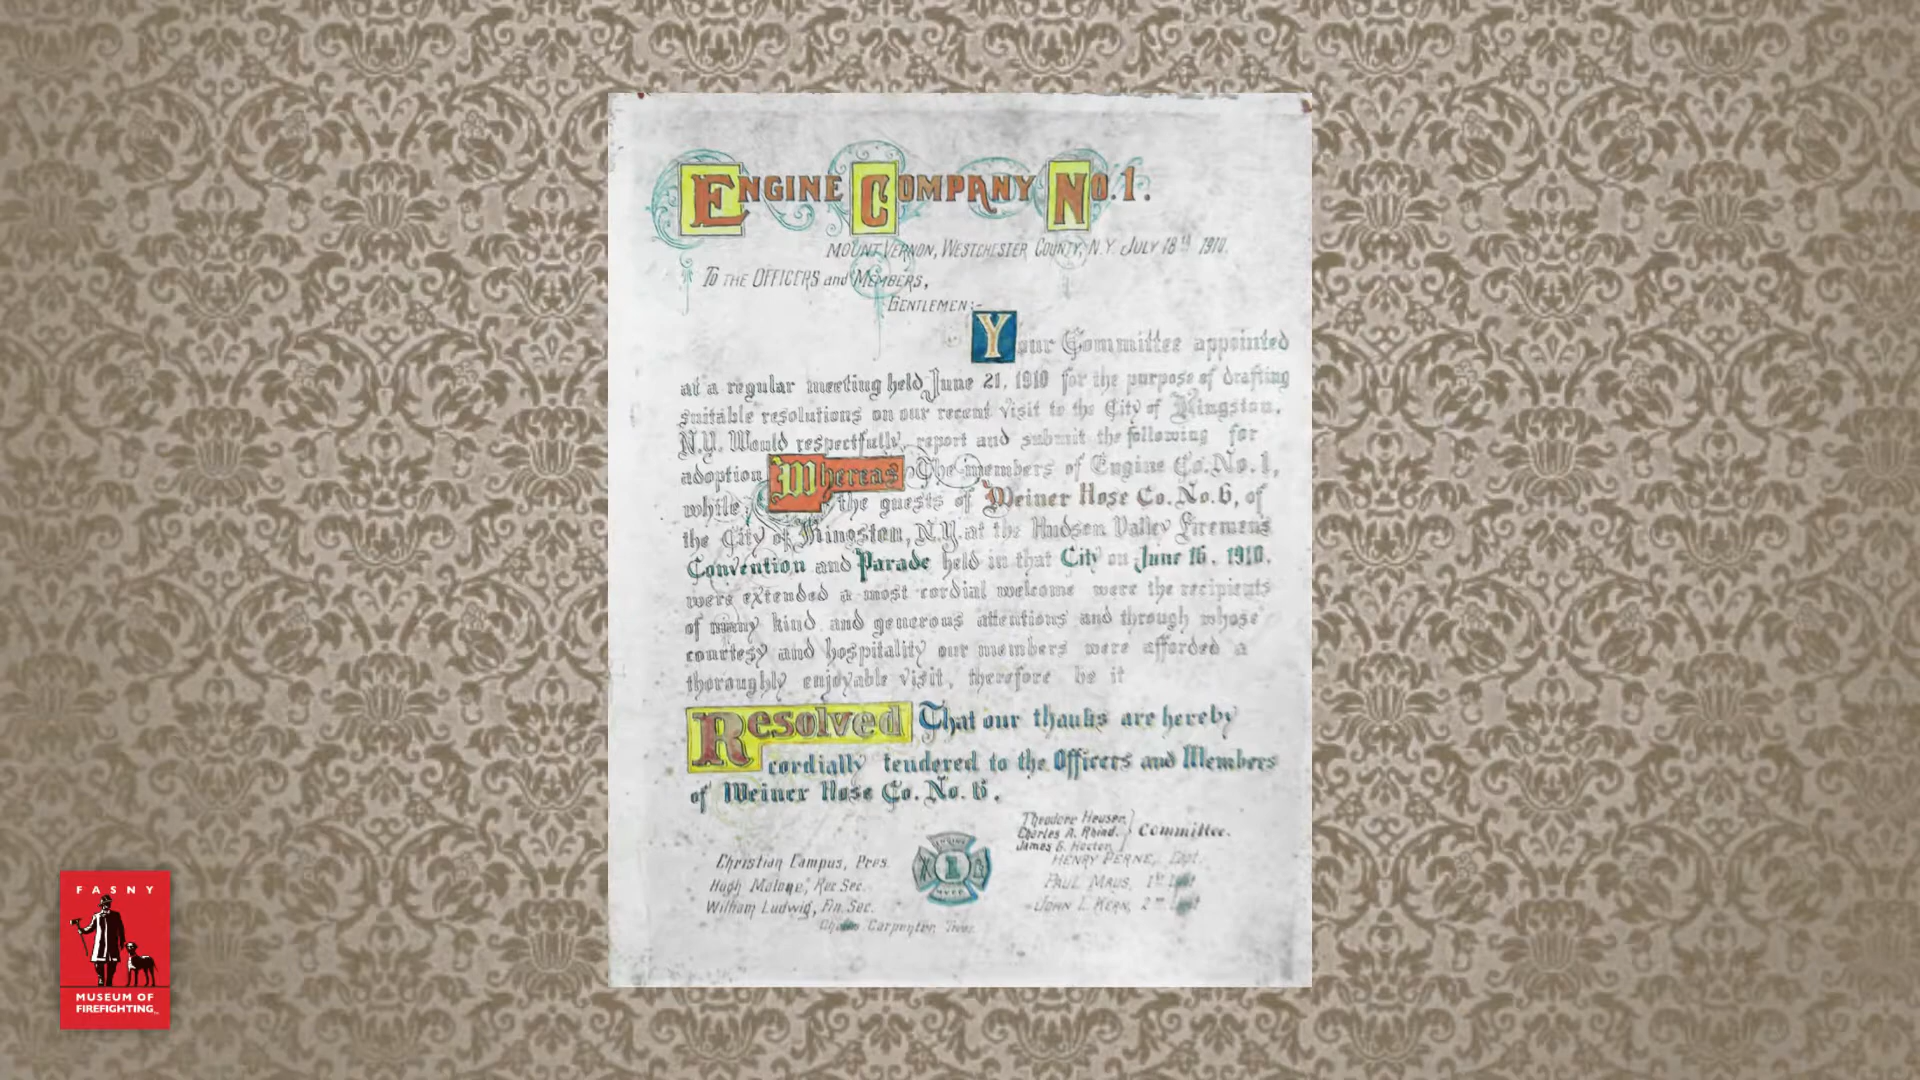 ENGINE COMPANY NO. 1.
MOUNT VERNON, WESTCHESTER COUNTY, N.Y. JULY 18th 1910.
TO THE OFFICERS and MEMBERS,
GENTLEMEN:-
Your Committee appointed
at a regular meeting held June 21, 1910 for the purpose of drafting
suitable resolutions on our recent visit to the City of Kingston,
N.Y. Would respectfully report and submit the following for
adoption Whereas The members of Engine Co. No. 1,
while the guests of Weiner Hose Co. No. 6, of
the City of Kingston, N.Y. at the Hudson Valley Firemen's
Convention and Parade held in that City on June 16, 1910,
were extended a most cordial welcome were the recipients
of many kind and generous attentions and through whose
courtesy and hospitality our members were afforded a
thoroughly enjoyable visit, therefore be it
Resolved That our thanks are hereby
cordially tendered to the Officers and Members
of Weiner Hose Co. No. 6.
Theodore Heuser,
Charles A. Rhind. Committee.
James G. Hecton
Christian Campus, Pres.
HENRY PERNE, Capt.
Hugh Malone, Rec Sec.
PAUL MAUS, 1st Lieut
William Ludwig, Fin. Sec.
JOHN L. KERN, 2nd Lieut
Carpenter, Treas.
ENGINE
1
M.V.F.D.
FASNY
MUSEUM OF
FIREFIGHTING